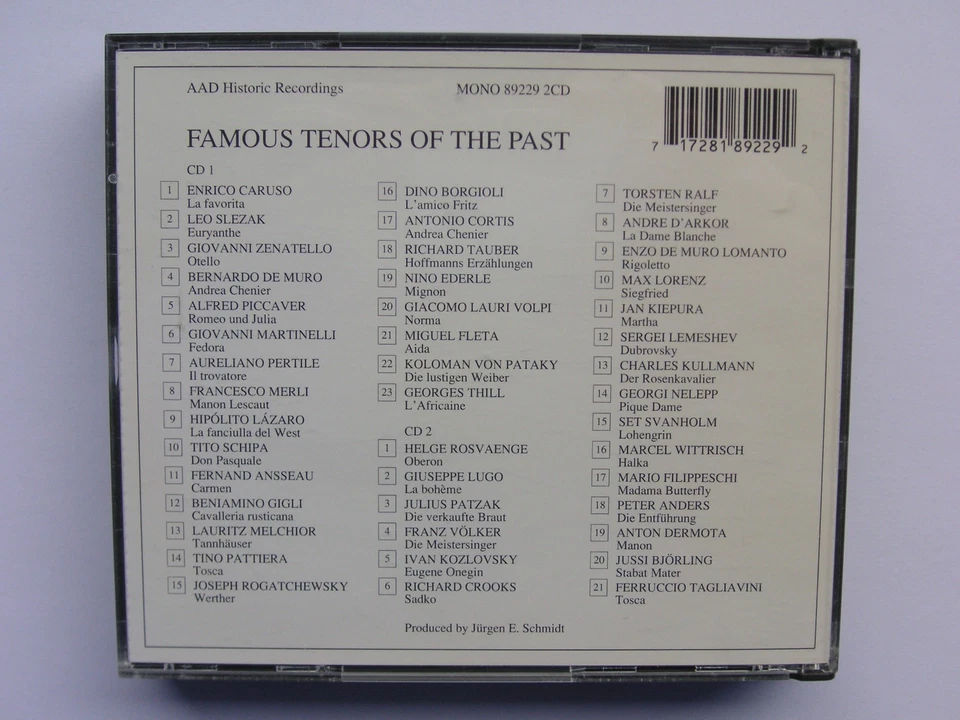 AAD Historic Recordings
MONO 89229 2CD
7 17281 89229 2
FAMOUS TENORS OF THE PAST
CD 1
1 ENRICO CARUSO
La favorita
2 LEO SLEZAK
Euryanthe
3 GIOVANNI ZENATELLO
Otello
4 BERNARDO DE MURO
Andrea Chenier
5 ALFRED PICCAVER
Romeo und Julia
6 GIOVANNI MARTINELLI
Fedora
7 AURELIANO PERTILE
Il trovatore
8 FRANCESCO MERLI
Manon Lescaut
9 HIPÓLITO LÁZARO
La fanciulla del West
10 TITO SCHIPA
Don Pasquale
11 FERNAND ANSSEAU
Carmen
12 BENIAMINO GIGLI
Cavalleria rusticana
13 LAURITZ MELCHIOR
Tannhäuser
14 TINO PATTIERA
Tosca
15 JOSEPH ROGATCHEWSKY
Werther
16 DINO BORGIOLI
L'amico Fritz
17 ANTONIO CORTIS
Andrea Chenier
18 RICHARD TAUBER
Hoffmanns Erzählungen
19 NINO EDERLE
Mignon
20 GIACOMO LAURI VOLPI
Norma
21 MIGUEL FLETA
Aida
22 KOLOMAN VON PATAKY
Die lustigen Weiber
23 GEORGES THILL
L'Africaine
CD 2
1 HELGE ROSVAENGE
Oberon
2 GIUSEPPE LUGO
La bohème
3 JULIUS PATZAK
Die verkaufte Braut
4 FRANZ VÖLKER
Die Meistersinger
5 IVAN KOZLOVSKY
Eugene Onegin
6 RICHARD CROOKS
Sadko
7 TORSTEN RALF
Die Meistersinger
8 ANDRE D'ARKOR
La Dame Blanche
9 ENZO DE MURO LOMANTO
Rigoletto
10 MAX LORENZ
Siegfried
11 JAN KIEPURA
Martha
12 SERGEI LEMESHEV
Dubrovsky
13 CHARLES KULLMANN
Der Rosenkavalier
14 GEORGI NELEPP
Pique Dame
15 SET SVANHOLM
Lohengrin
16 MARCEL WITTRISCH
Halka
17 MARIO FILIPPESCHI
Madama Butterfly
18 PETER ANDERS
Die Entführung
19 ANTON DERMOTA
Manon
20 JUSSI BJÖRLING
Stabat Mater
21 FERRUCCIO TAGLIAVINI
Tosca
Produced by Jürgen E. Schmidt